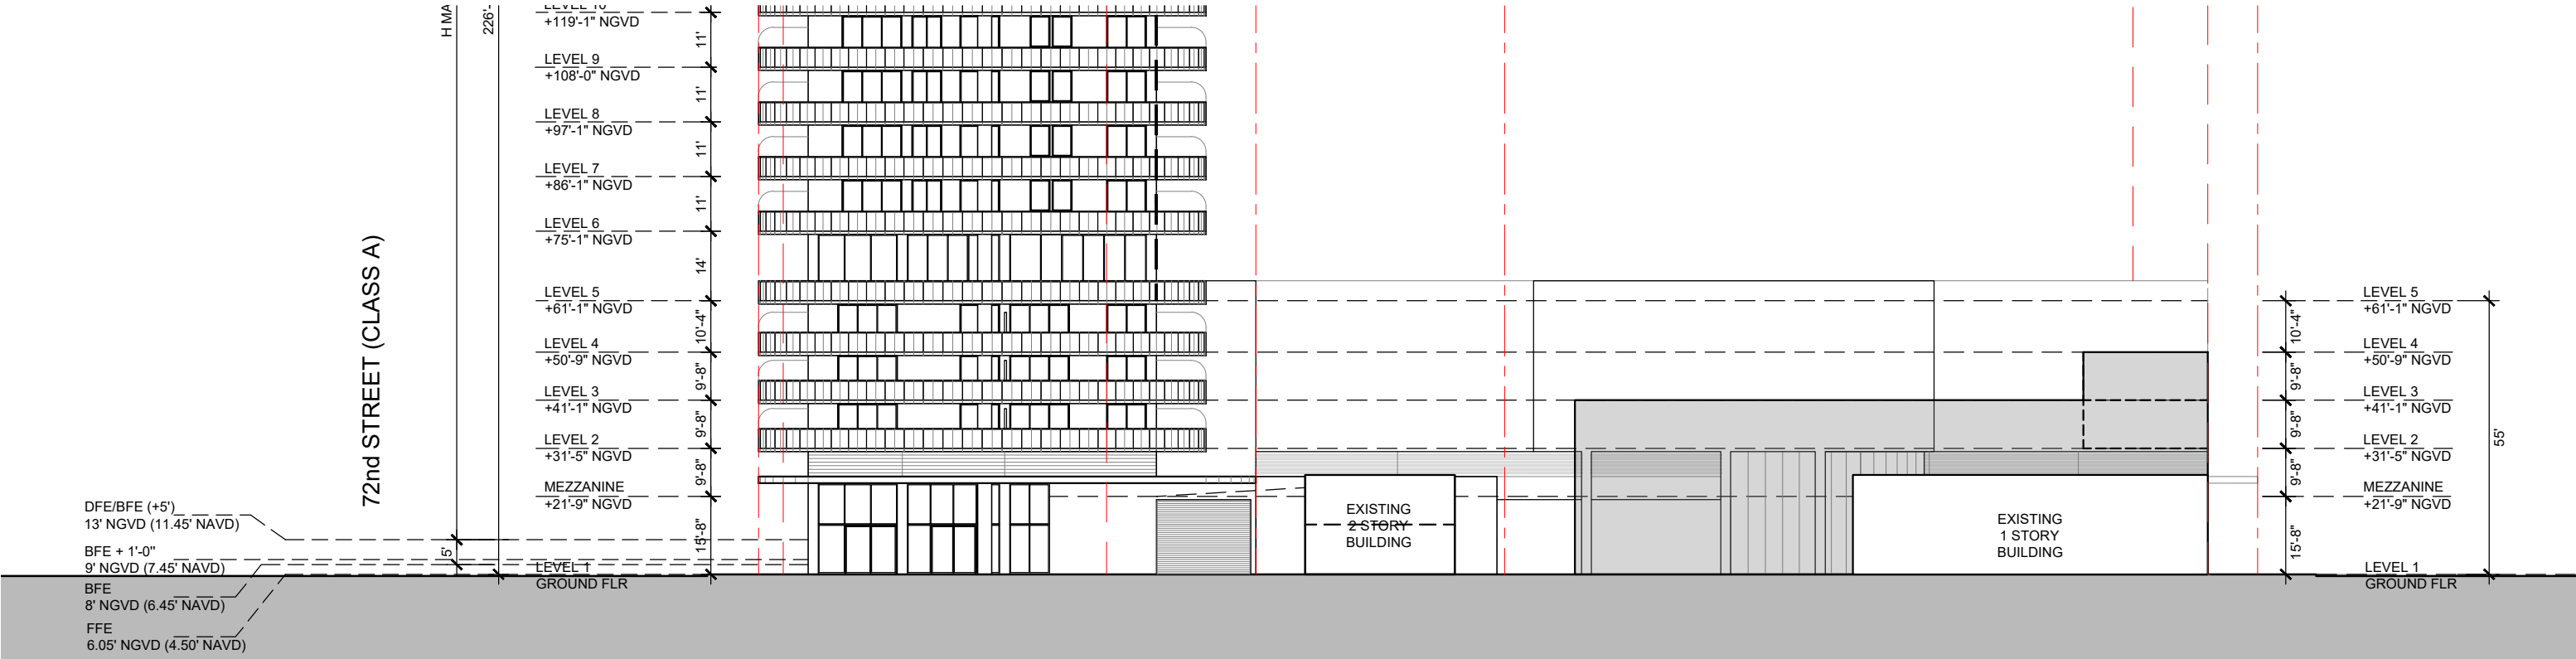 H MA
226'-
LEVEL 10
+119'-1" NGVD
11'
LEVEL 9
+108'-0" NGVD
11'
LEVEL 8
+97'-1" NGVD
11'
LEVEL 7
+86'-1" NGVD
11'
LEVEL 6
+75'-1" NGVD
14'
LEVEL 5
+61'-1" NGVD
10'-4"
LEVEL 4
+50'-9" NGVD
9'-8"
LEVEL 3
+41'-1" NGVD
9'-8"
LEVEL 2
+31'-5" NGVD
9'-8"
MEZZANINE
+21'-9" NGVD
15'-8"
LEVEL 1
GROUND FLR
72nd STREET (CLASS A)
DFE/BFE (+5')
13' NGVD (11.45' NAVD)
5'
BFE + 1'-0"
9' NGVD (7.45' NAVD)
BFE
8' NGVD (6.45' NAVD)
FFE
6.05' NGVD (4.50' NAVD)
EXISTING
2 STORY
BUILDING
EXISTING
1 STORY
BUILDING
LEVEL 5
+61'-1" NGVD
10'-4"
LEVEL 4
+50'-9" NGVD
9'-8"
LEVEL 3
+41'-1" NGVD
9'-8"
LEVEL 2
+31'-5" NGVD
9'-8"
MEZZANINE
+21'-9" NGVD
15'-8"
LEVEL 1
GROUND FLR
55'